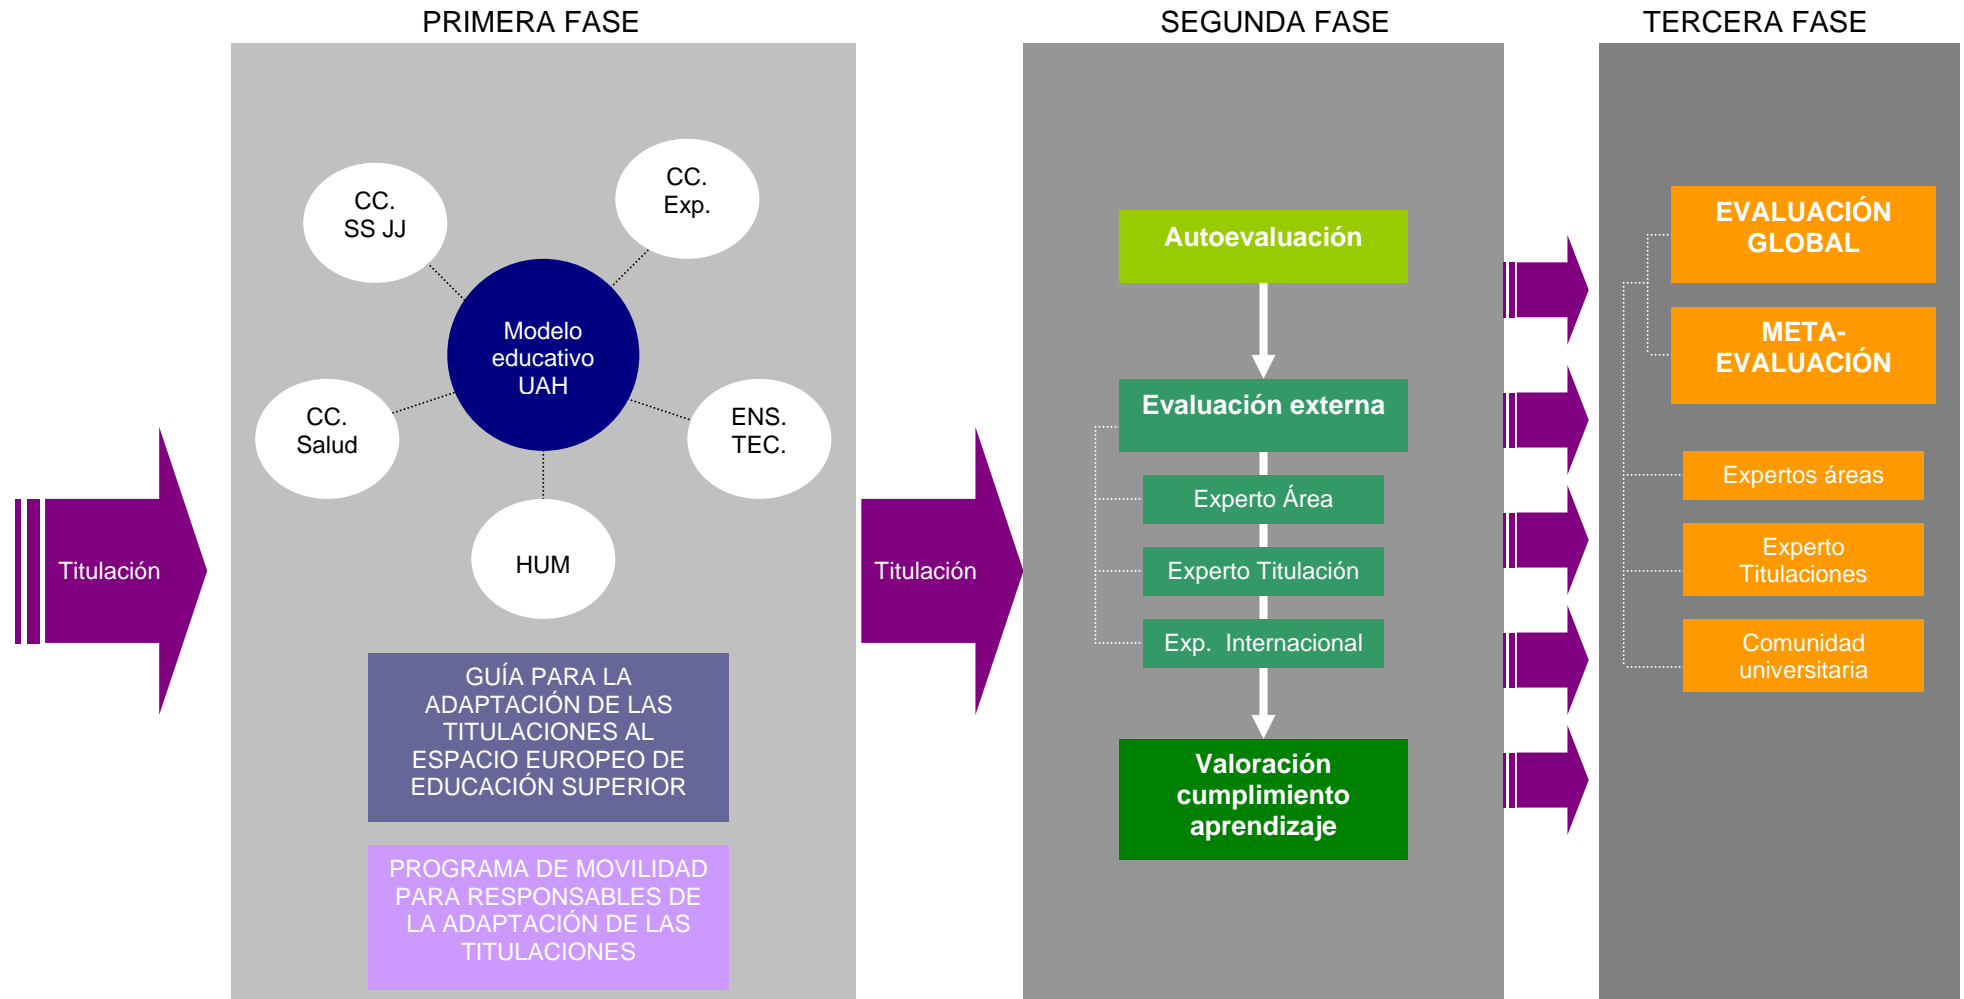 PRIMERA FASE
SEGUNDA FASE
TERCERA FASE
Titulación
CC.
SS JJ
CC.
Exp.
Modelo
educativo
UAH
CC.
Salud
ENS.
TEC.
HUM
GUÍA PARA LA
ADAPTACIÓN DE LAS
TITULACIONES AL
ESPACIO EUROPEO DE
EDUCACIÓN SUPERIOR
PROGRAMA DE MOVILIDAD
PARA RESPONSABLES DE
LA ADAPTACIÓN DE LAS
TITULACIONES
Titulación
Autoevaluación
Evaluación externa
Experto Área
Experto Titulación
Exp. Internacional
Valoración
cumplimiento
aprendizaje
EVALUACIÓN
GLOBAL
META-
EVALUACIÓN
Expertos áreas
Experto
Titulaciones
Comunidad
universitaria